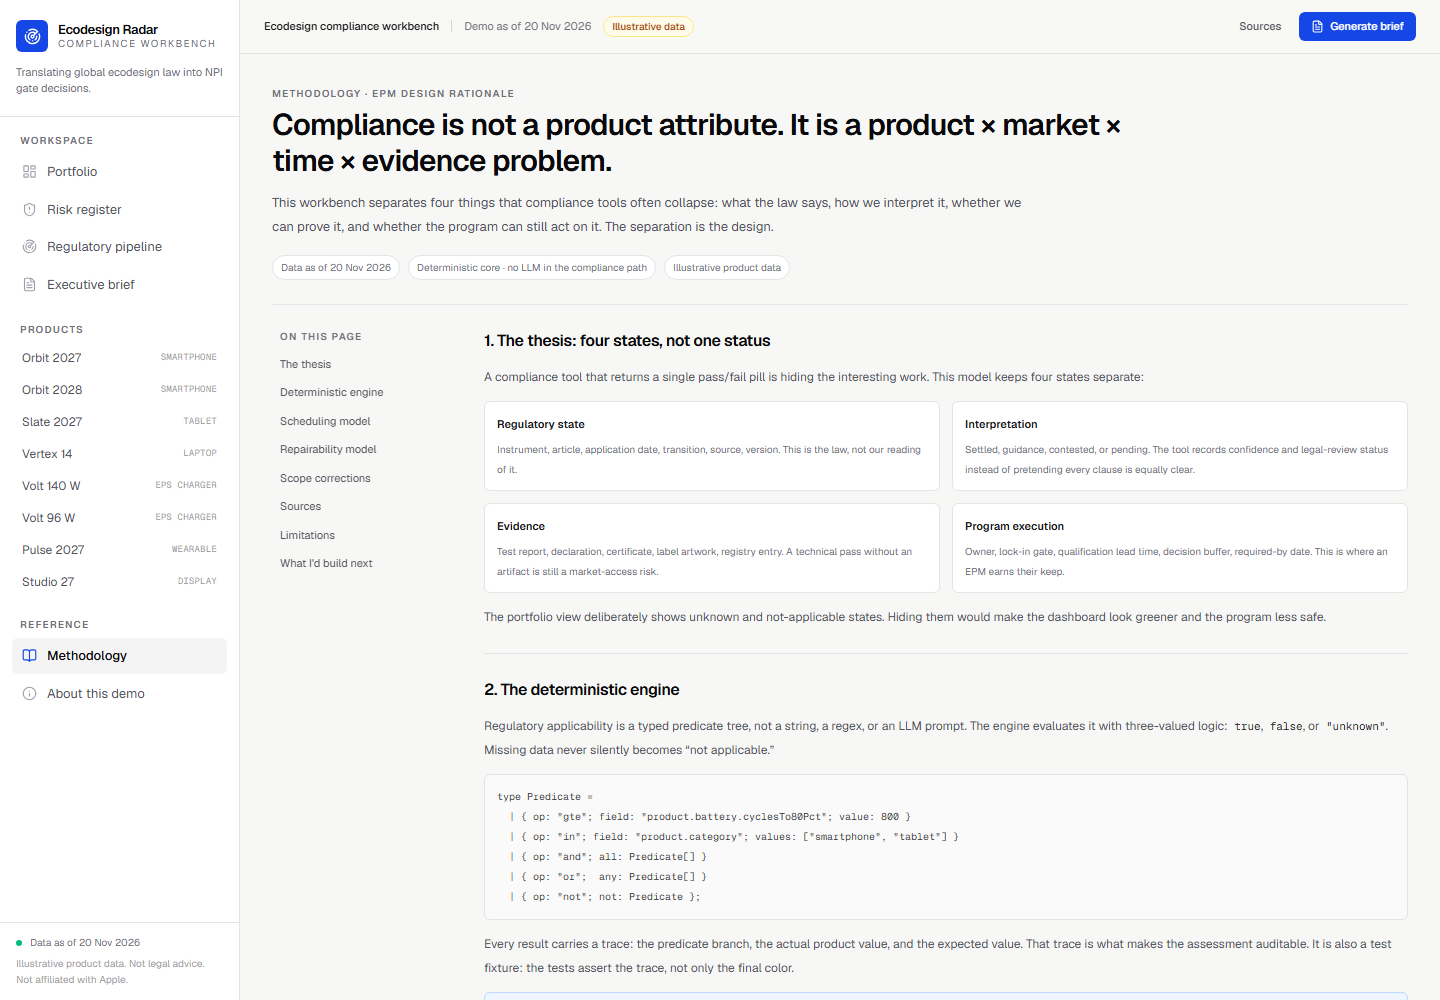 Ecodesign Radar
COMPLIANCE WORKBENCH
Translating global ecodesign law into NPI
gate decisions.
WORKSPACE
Portfolio
Risk register
Regulatory pipeline
Executive brief
PRODUCTS
Orbit 2027 SMARTPHONE
Orbit 2028 SMARTPHONE
Slate 2027 TABLET
Vertex 14 LAPTOP
Volt 140 W EPS CHARGER
Volt 96 W EPS CHARGER
Pulse 2027 WEARABLE
Studio 27 DISPLAY
REFERENCE
Methodology
About this demo
Data as of 20 Nov 2026
Illustrative product data. Not legal advice.
Not affiliated with Apple.
Ecodesign compliance workbench Demo as of 20 Nov 2026 Illustrative data Sources Generate brief
METHODOLOGY · EPM DESIGN RATIONALE
Compliance is not a product attribute. It is a product × market ×
time × evidence problem.
This workbench separates four things that compliance tools often collapse: what the law says, how we interpret it, whether we
can prove it, and whether the program can still act on it. The separation is the design.
Data as of 20 Nov 2026 Deterministic core · no LLM in the compliance path Illustrative product data
ON THIS PAGE
The thesis
Deterministic engine
Scheduling model
Repairability model
Scope corrections
Sources
Limitations
What I'd build next
1. The thesis: four states, not one status
A compliance tool that returns a single pass/fail pill is hiding the interesting work. This model keeps four states separate:
Regulatory state
Instrument, article, application date, transition, source, version. This is the law, not our reading
of it.
Interpretation
Settled, guidance, contested, or pending. The tool records confidence and legal-review status
instead of pretending every clause is equally clear.
Evidence
Test report, declaration, certificate, label artwork, registry entry. A technical pass without an
artifact is still a market-access risk.
Program execution
Owner, lock-in gate, qualification lead time, decision buffer, required-by date. This is where an
EPM earns their keep.
The portfolio view deliberately shows unknown and not-applicable states. Hiding them would make the dashboard look greener and the program less safe.
2. The deterministic engine
Regulatory applicability is a typed predicate tree, not a string, a regex, or an LLM prompt. The engine evaluates it with three-valued logic: true, false, or "unknown".
Missing data never silently becomes “not applicable.”
type Predicate =
| { op: "gte"; field: "product.battery.cyclesTo80Pct"; value: 800 }
| { op: "in"; field: "product.category"; values: ["smartphone", "tablet"] }
| { op: "and"; all: Predicate[] }
| { op: "or"; any: Predicate[] }
| { op: "not"; not: Predicate };
Every result carries a trace: the predicate branch, the actual product value, and the expected value. That trace is what makes the assessment auditable. It is also a test
fixture: the tests assert the trace, not only the final color.